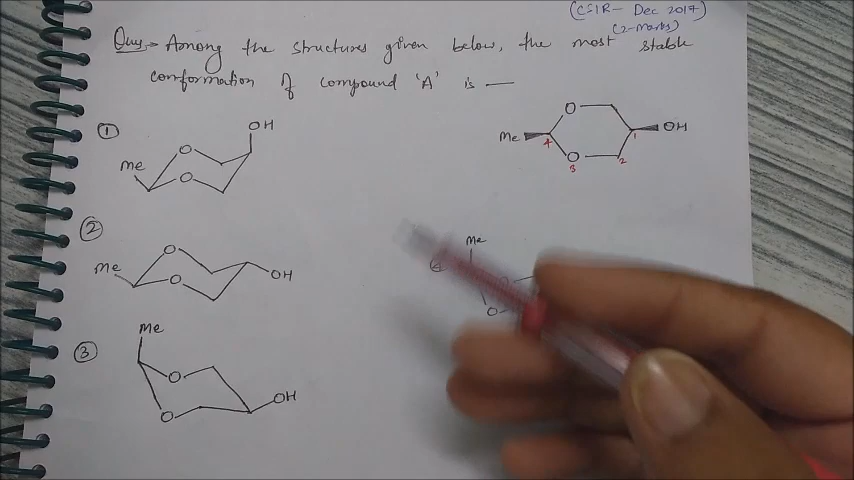 (CSIR- Dec 2017)
(2-Marks)
Ques → Among the structures given below, the most stable
conformation of compound 'A' is —
1
OH
O
O
Me
O
O
Me
OH
4
3
2
1
2
O
O
Me
OH
Me
O
3
Me
O
O
OH